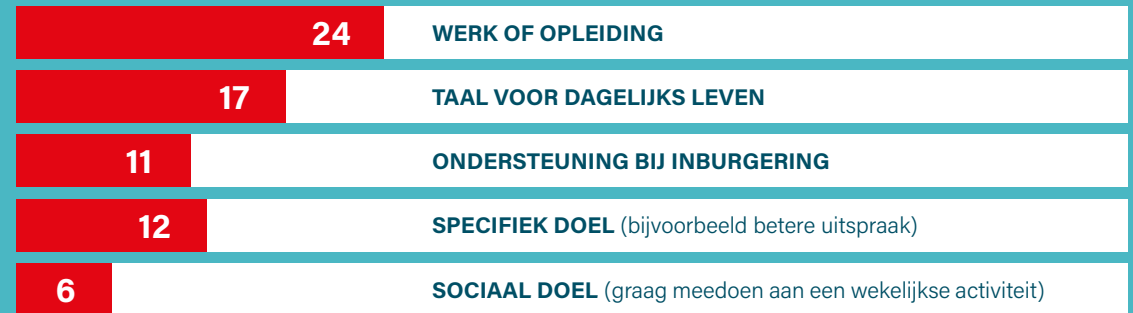 24 WERK OF OPLEIDING
17 TAAL VOOR DAGELIJKS LEVEN
11 ONDERSTEUNING BIJ INBURGERING
12 SPECIFIEK DOEL (bijvoorbeeld betere uitspraak)
6 SOCIAAL DOEL (graag meedoen aan een wekelijkse activiteit)